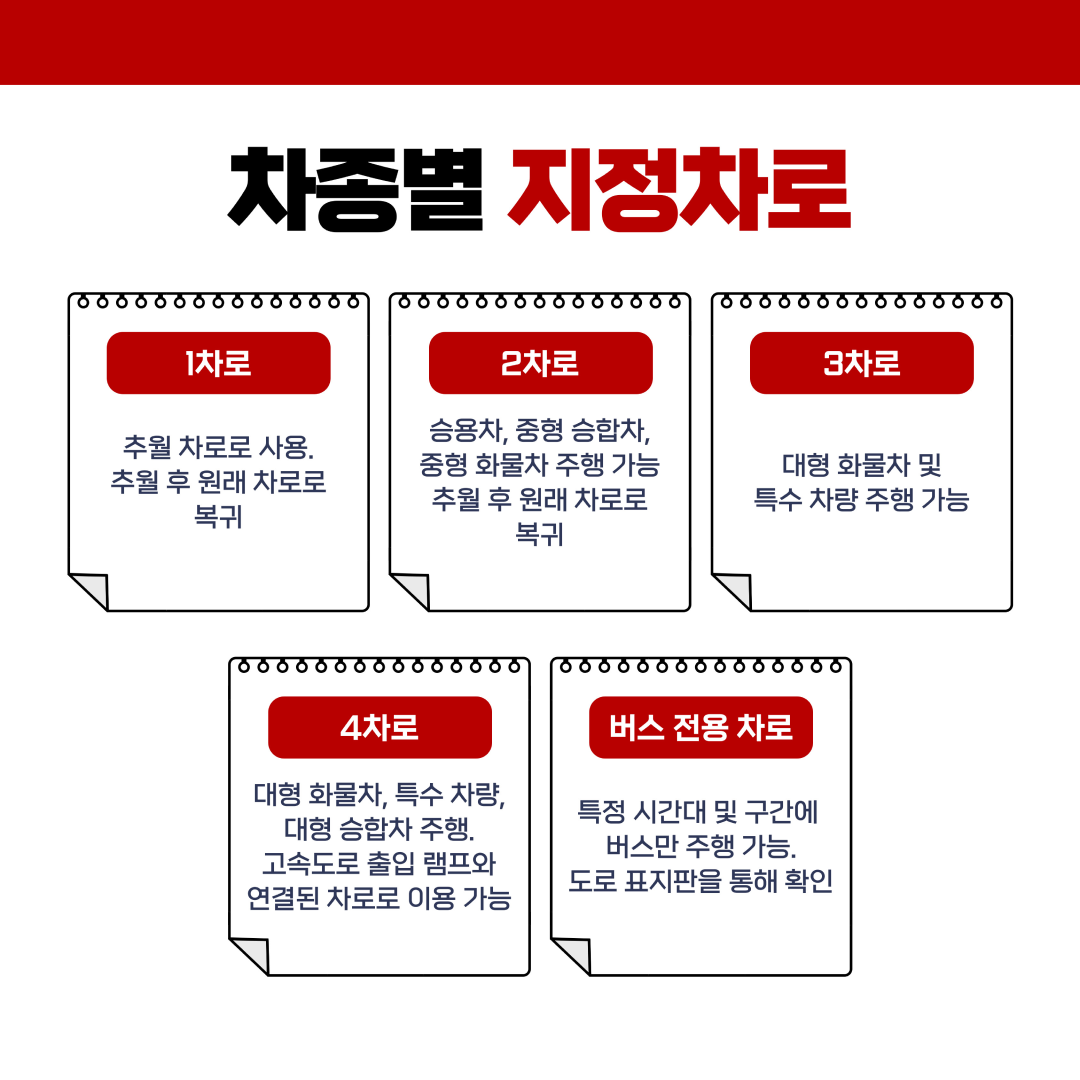 차종별 지정차로
1차로
추월 차로로 사용.
추월 후 원래 차로로
복귀
2차로
승용차, 중형 승합차,
중형 화물차 주행 가능
추월 후 원래 차로로
복귀
3차로
대형 화물차 및
특수 차량 주행 가능
4차로
대형 화물차, 특수 차량,
대형 승합차 주행.
고속도로 출입 램프와
연결된 차로로 이용 가능
버스 전용 차로
특정 시간대 및 구간에
버스만 주행 가능.
도로 표지판을 통해 확인